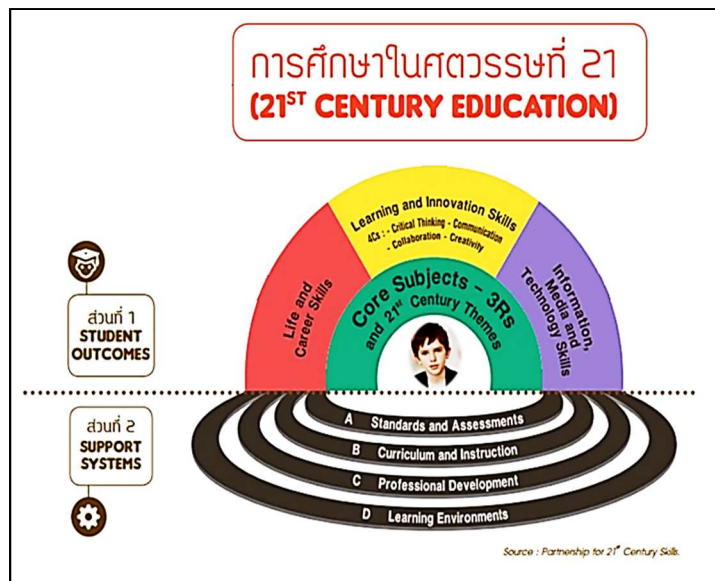 การศึกษาในศตวรรษที่ 21
(21ST CENTURY EDUCATION)
Learning and Innovation Skills
4Cs : - Critical Thinking - Communication
- Collaboration - Creativity
Life and
Career Skills
Core Subjects - 3Rs
and 21st Century Themes
Information,
Media and
Technology Skills
ส่วนที่ 1
STUDENT
OUTCOMES
ส่วนที่ 2
SUPPORT
SYSTEMS
A Standards and Assessments
B Curriculum and Instruction
C Professional Development
D Learning Environments
Source : Partnership for 21st Century Skills.